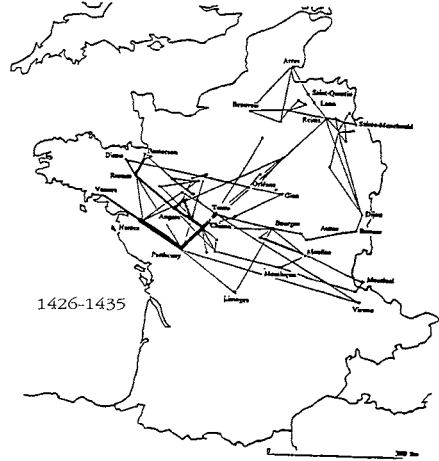 Arras
Saint-Quentin
Laon
Beauvais
Reims
Sainte-Menehould
Pontorson
Dinan
Rennes
Vannes
Orléans
Gien
Angers
Tours
Chinon
Nantes
Parthenay
Bourges
Autun
Dijon
Beaune
Moulins
Montluçon
Montluel
Vienne
Limoges
1426-1435
0